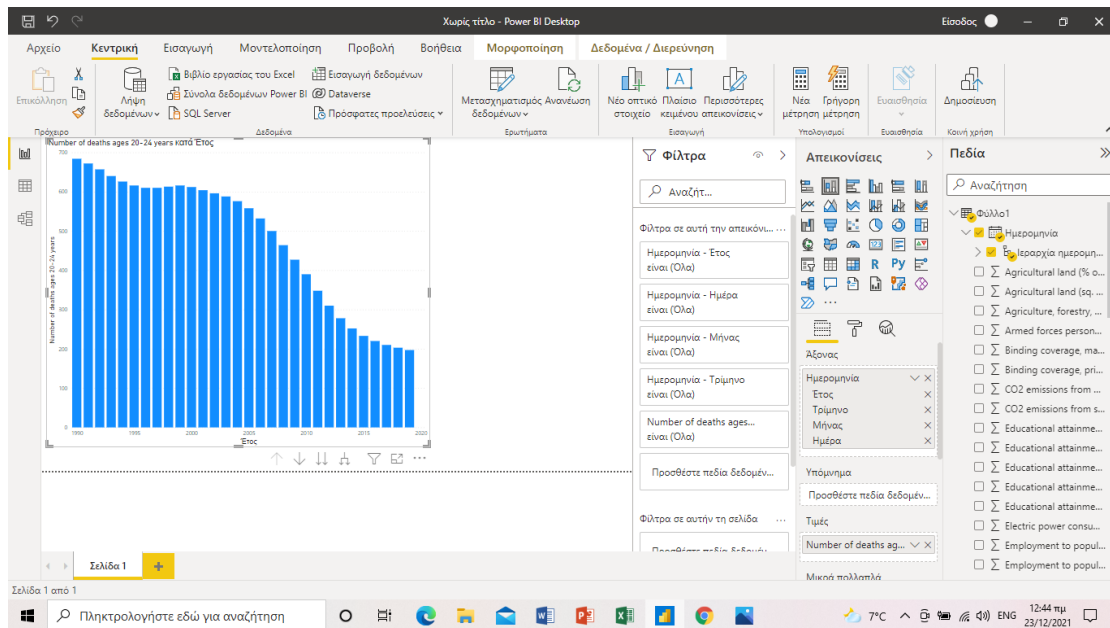 Χωρίς τίτλο - Power BI Desktop
Είσοδος
Αρχείο Κεντρική Εισαγωγή Μοντελοποίηση Προβολή Βοήθεια Μορφοποίηση Δεδομένα / Διερεύνηση
Επικόλληση
Πρόχειρο
Λήψη
δεδομένων
Βιβλίο εργασίας του Excel
Σύνολα δεδομένων Power BI
SQL Server
Εισαγωγή δεδομένων
Dataverse
Πρόσφατες προελεύσεις
Δεδομένα
Μετασχηματισμός
δεδομένων
Ανανέωση
Ερωτήματα
Νέο οπτικό
στοιχείο
Πλαίσιο
κειμένου
Περισσότερες
απεικονίσεις
Εισαγωγή
Νέα
μέτρηση
Γρήγορη
μέτρηση
Υπολογισμοί
Ευαισθησία
Ευαισθησία
Δημοσίευση
Κοινή χρήση
Number of deaths ages 20-24 years κατά Έτος
Number of deaths ages 20-24 years
700
600
500
400
300
200
100
0
1990 1995 2000 2005 2010 2015 2020
Έτος
Φίλτρα
Αναζήτ...
Φίλτρα σε αυτή την απεικόνι... ...
Ημερομηνία - Έτος
είναι (Όλα)
Ημερομηνία - Ημέρα
είναι (Όλα)
Ημερομηνία - Μήνας
είναι (Όλα)
Ημερομηνία - Τρίμηνο
είναι (Όλα)
Number of deaths ages...
είναι (Όλα)
Προσθέστε πεδία δεδομέν...
Φίλτρα σε αυτήν τη σελίδα ...
Προσθέστε πεδία δεδομέν...
Απεικονίσεις
123
R Py
...
Άξονας
Ημερομηνία
Έτος
Τρίμηνο
Μήνας
Ημέρα
Υπόμνημα
Προσθέστε πεδία δεδομέν...
Τιμές
Number of deaths ag...
Μικρά πολλαπλά
Πεδία
Αναζήτηση
Φύλλο1
Ημερομηνία
Ιεραρχία ημερομη...
Agricultural land (% o...
Agricultural land (sq. ...
Agriculture, forestry, ...
Armed forces person...
Binding coverage, ma...
Binding coverage, pri...
CO2 emissions from ...
CO2 emissions from s...
Educational attainme...
Educational attainme...
Educational attainme...
Educational attainme...
Educational attainme...
Electric power consu...
Employment to popul...
Employment to popul...
Σελίδα 1
Σελίδα 1 από 1
Πληκτρολογήστε εδώ για αναζήτηση
7°C
ENG
12:44 πμ
23/12/2021